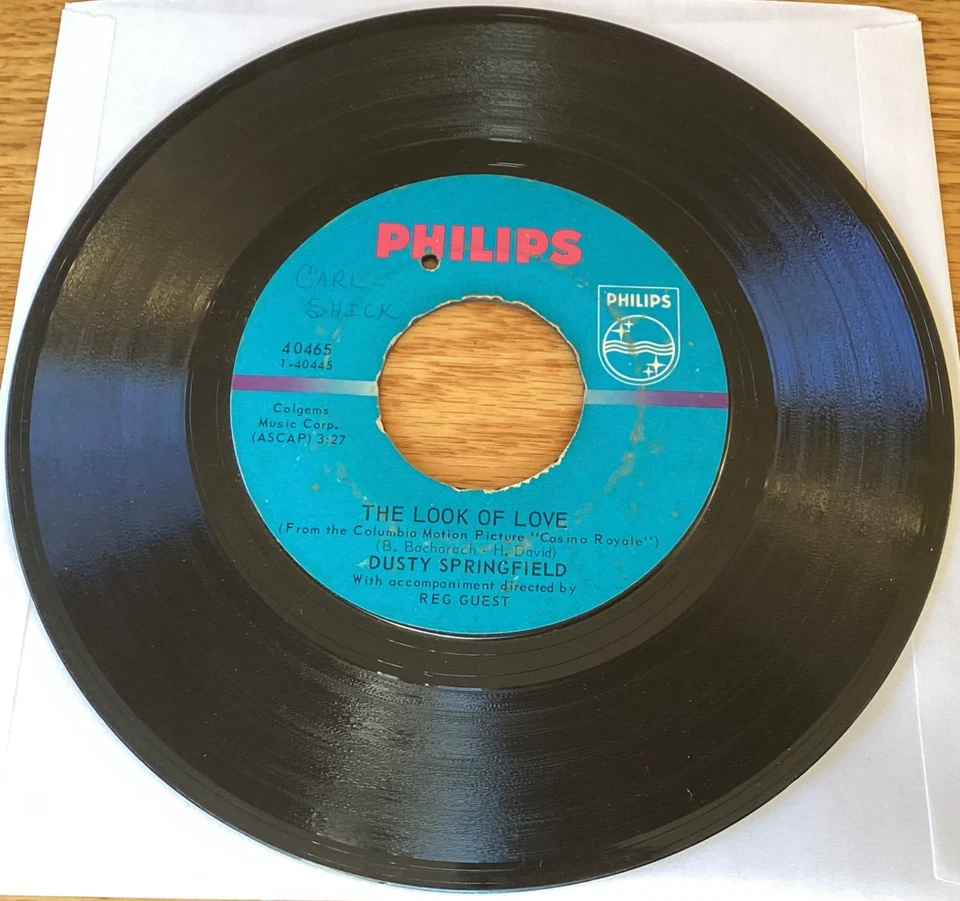 PHILIPS
CARL
SHICK
PHILIPS
40465
1-40445
Colgems
Music Corp.
(ASCAP) 3:27
THE LOOK OF LOVE
(From the Columbia Motion Picture "Casino Royale")
(B. Bacharach - H. David)
DUSTY SPRINGFIELD
With accompaniment directed by
REG GUEST